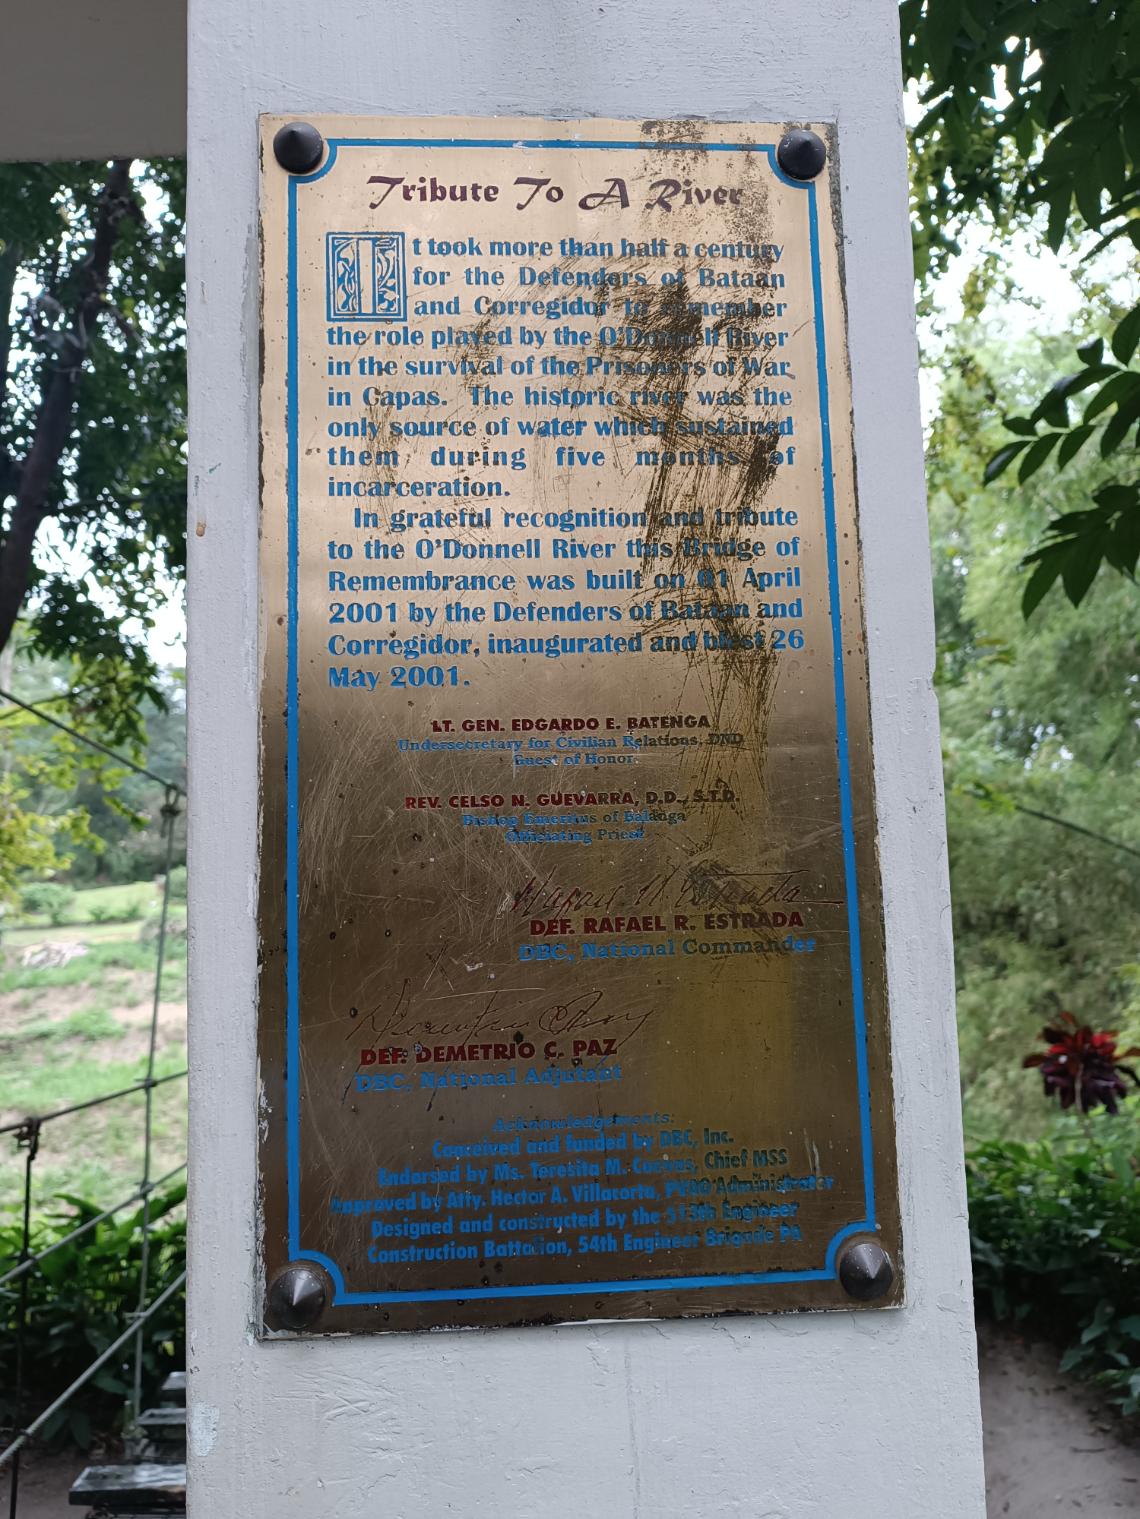 Tribute To A River
It took more than half a century
for the Defenders of Bataan
and Corregidor to remember
the role played by the O'Donnell River
in the survival of the Prisoners of War
in Capas. The historic river was the
only source of water which sustained
them during five months of
incarceration.
In grateful recognition and tribute
to the O'Donnell River this Bridge of
Remembrance was built on 01 April
2001 by the Defenders of Bataan and
Corregidor, inaugurated and blest 26
May 2001.
LT. GEN. EDGARDO E. BATENGA
Undersecretary for Civilian Relations, DND
Guest of Honor
REV. CELSO N. GUEVARRA, D.D., S.T.D.
Bishop Emeritus of Balanga
Officiating Priest
DEF. RAFAEL R. ESTRADA
DBC, National Commander
DEF. DEMETRIO C. PAZ
DBC, National Adjutant
Acknowledgements:
Conceived and funded by DBC, Inc.
Endorsed by Ms. Teresita M. Cuevas, Chief MSS
Approved by Atty. Hector A. Villacorta, PVAO Administrator
Designed and constructed by the 513th Engineer
Construction Battalion, 54th Engineer Brigade PA